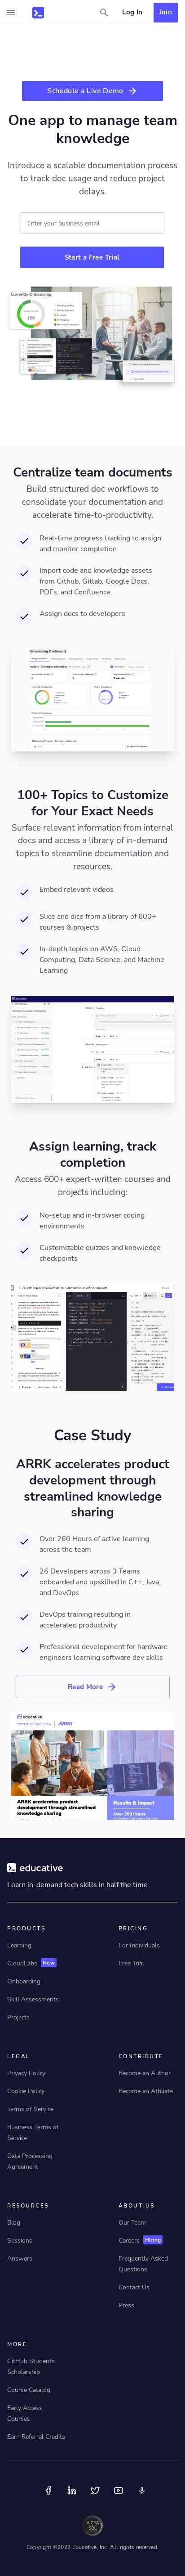 Log In
Join
Schedule a Live Demo
One app to manage team
knowledge
Introduce a scalable documentation process
to track doc usage and reduce project
delays.
Enter your business email
Start a Free Trial
Currently Onboarding
Centralize team documents
Build structured doc workflows to
consolidate your documentation and
accelerate time-to-productivity.
Real-time progress tracking to assign
and monitor completion
Import code and knowledge assets
from Github, Gitlab, Google Docs,
PDFs, and Confluence.
Assign docs to developers
Onboarding Dashboard
100+ Topics to Customize
for Your Exact Needs
Surface relevant information from internal
docs and access a library of in-demand
topics to streamline documentation and
resources.
Embed relevant videos
Slice and dice from a library of 600+
courses & projects
In-depth topics on AWS, Cloud
Computing, Data Science, and Machine
Learning
Assign learning, track
completion
Access 600+ expert-written courses and
projects including:
No-setup and in-browser coding
environments
Customizable quizzes and knowledge
checkpoints
Case Study
ARRK accelerates product
development through
streamlined knowledge
sharing
Over 260 Hours of active learning
across the team
26 Developers across 3 Teams
onboarded and upskilled in C++, Java,
and DevOps
DevOps training resulting in
accelerated productivity
Professional development for hardware
engineers learning software dev skills
Read More
educative
ARRK
ARRK accelerates product
development through streamlined
knowledge sharing
Results & Impact
Over 260 Hours
educative
Learn in-demand tech skills in half the time
PRODUCTS
Learning
CloudLabs New
Onboarding
Skill Assessments
Projects
PRICING
For Individuals
Free Trial
LEGAL
Privacy Policy
Cookie Policy
Terms of Service
Business Terms of
Service
Data Processing
Agreement
CONTRIBUTE
Become an Author
Become an Affiliate
RESOURCES
Blog
Sessions
Answers
ABOUT US
Our Team
Careers Hiring
Frequently Asked
Questions
Contact Us
Press
MORE
GitHub Students
Scholarship
Course Catalog
Early Access
Courses
Earn Referral Credits
AICPA
SOC
Copyright ©2023 Educative, Inc. All rights reserved.